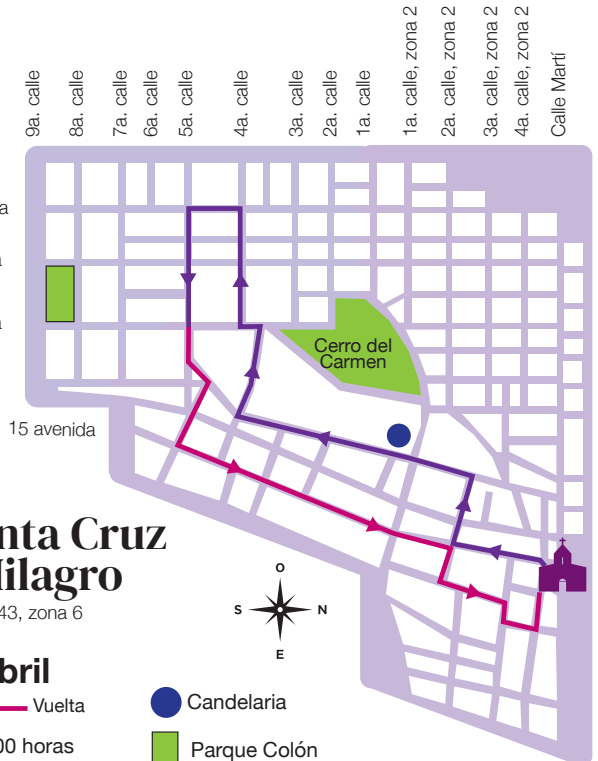 9a. calle
8a. calle
7a. calle
6a. calle
5a. calle
4a. calle
3a. calle
2a. calle
1a. calle
1a. calle, zona 2
2a. calle, zona 2
3a. calle, zona 2
4a. calle, zona 2
Calle Martí
a
a
a
Cerro del
Carmen
15 avenida
nta Cruz
ilagro
43, zona 6
O
S N
E
bril
Vuelta
Candelaria
00 horas
Parque Colón